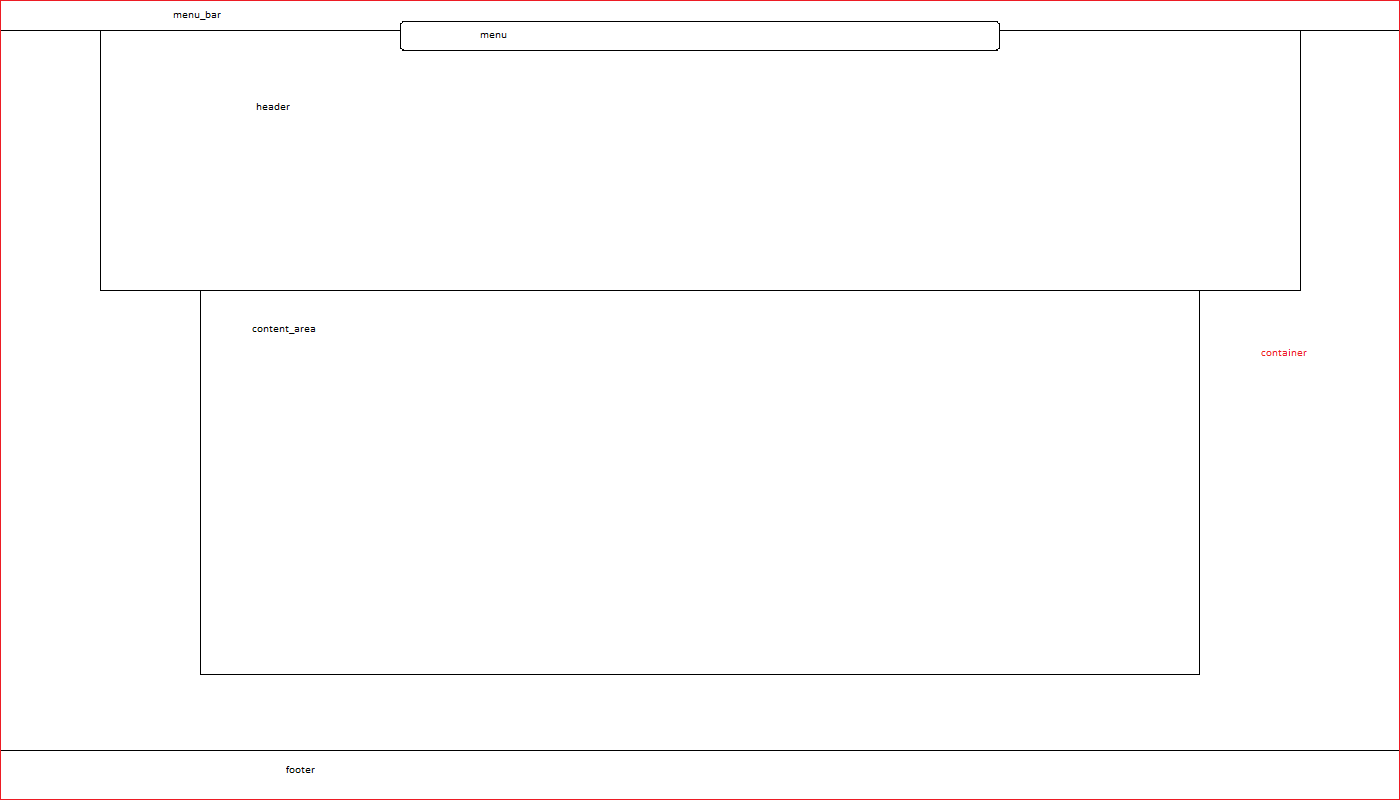 menu_bar
menu
header
content_area
container
footer